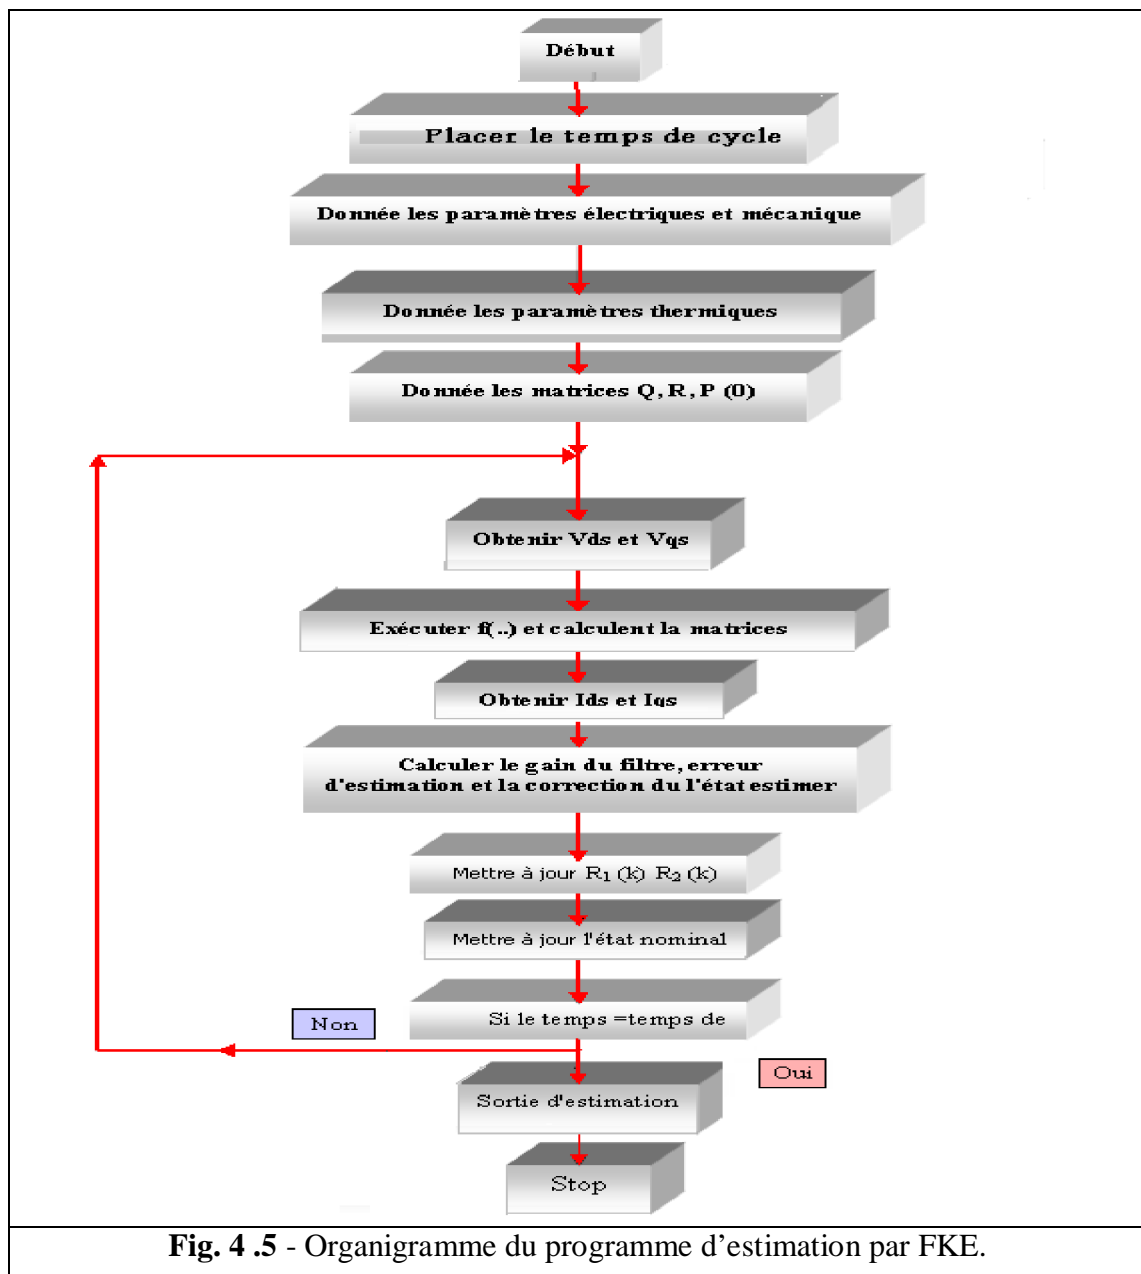 Début
Placer le temps de cycle
Donnée les paramètres électriques et mécanique
Donnée les paramètres thermiques
Donnée les matrices Q, R, P (0)
Obtenir Vds et Vqs
Exécuter f(..) et calculent la matrices
Obtenir Ids et Iqs
Calculer le gain du filtre, erreur
d'estimation et la correction du l'état estimer
Mettre à jour R₁ (k) R₂ (k)
Mettre à jour l'état nominal
Si le temps =temps de
Non
Oui
Sortie d'estimation
Stop
Fig. 4 .5 - Organigramme du programme d’estimation par FKE.